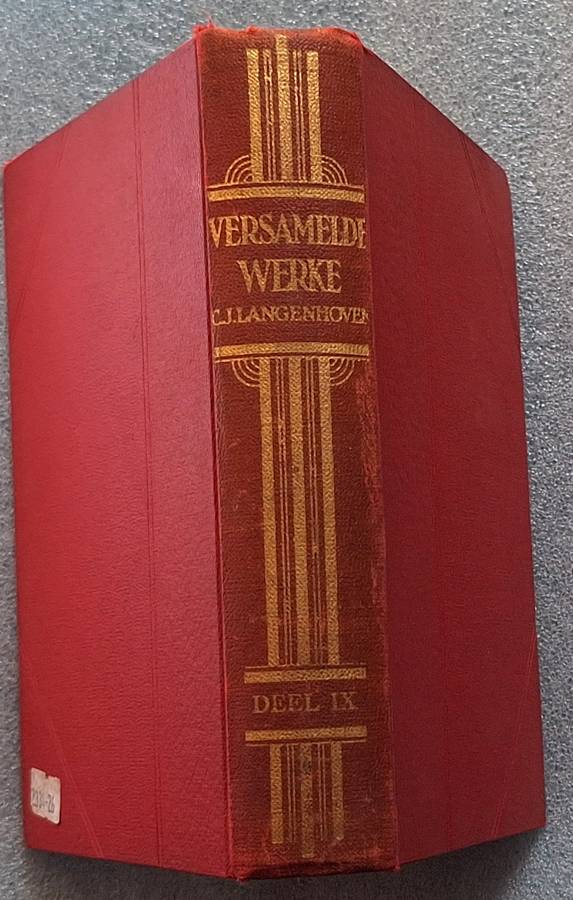 VERSAMELDE
WERKE
C.J. LANGENHOVEN
DEEL IX